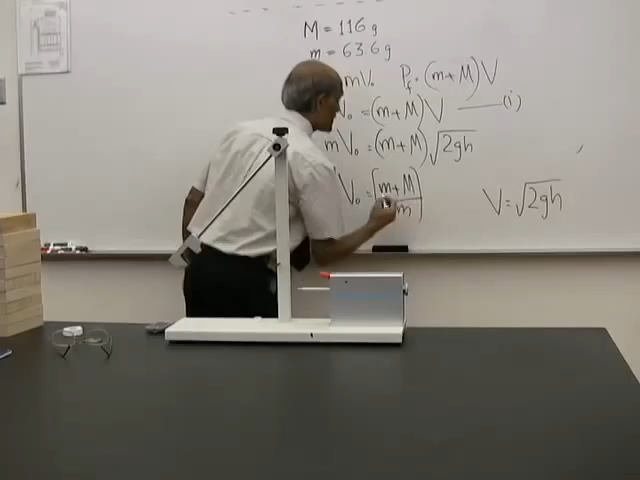 M = 116 g
m = 63.6 g
mV₀ P_f = (m+M)V
V₀ = (m+M) V ——(i)
mV₀ = (m+M)√2gh
V₀ = [m+M / m]
V=√2gh